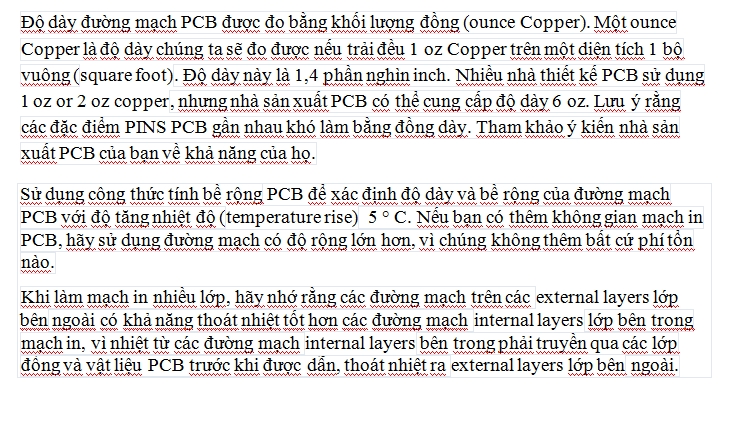 Độ dày đường mạch PCB được đo bằng khối lượng đồng (ounce Copper). Một ounce
Copper là độ dày chúng ta sẽ đo được nếu trải đều 1 oz Copper trên một diện tích 1 bộ
vuông (square foot). Độ dày này là 1,4 phần nghìn inch. Nhiều nhà thiết kế PCB sử dụng
1 oz or 2 oz copper, nhưng nhà sản xuất PCB có thể cung cấp độ dày 6 oz. Lưu ý rằng
các đặc điểm PINS PCB gần nhau khó làm bằng đồng dày. Tham khảo ý kiến nhà sản
xuất PCB của bạn về khả năng của họ.
Sử dụng công thức tính bề rộng PCB để xác định độ dày và bề rộng của đường mạch
PCB với độ tăng nhiệt độ (temperature rise) 5 ° C. Nếu bạn có thêm không gian mạch in
PCB, hãy sử dụng đường mạch có độ rộng lớn hơn, vì chúng không thêm bất cứ phí tổn
nào.
Khi làm mạch in nhiều lớp, hãy nhớ rằng các đường mạch trên các external layers lớp
bên ngoài có khả năng thoát nhiệt tốt hơn các đường mạch internal layers lớp bên trong
mạch in, vì nhiệt từ các đường mạch internal layers bên trong phải truyền qua các lớp
đồng và vật liệu PCB trước khi được dẫn, thoát nhiệt ra external layers lớp bên ngoài.